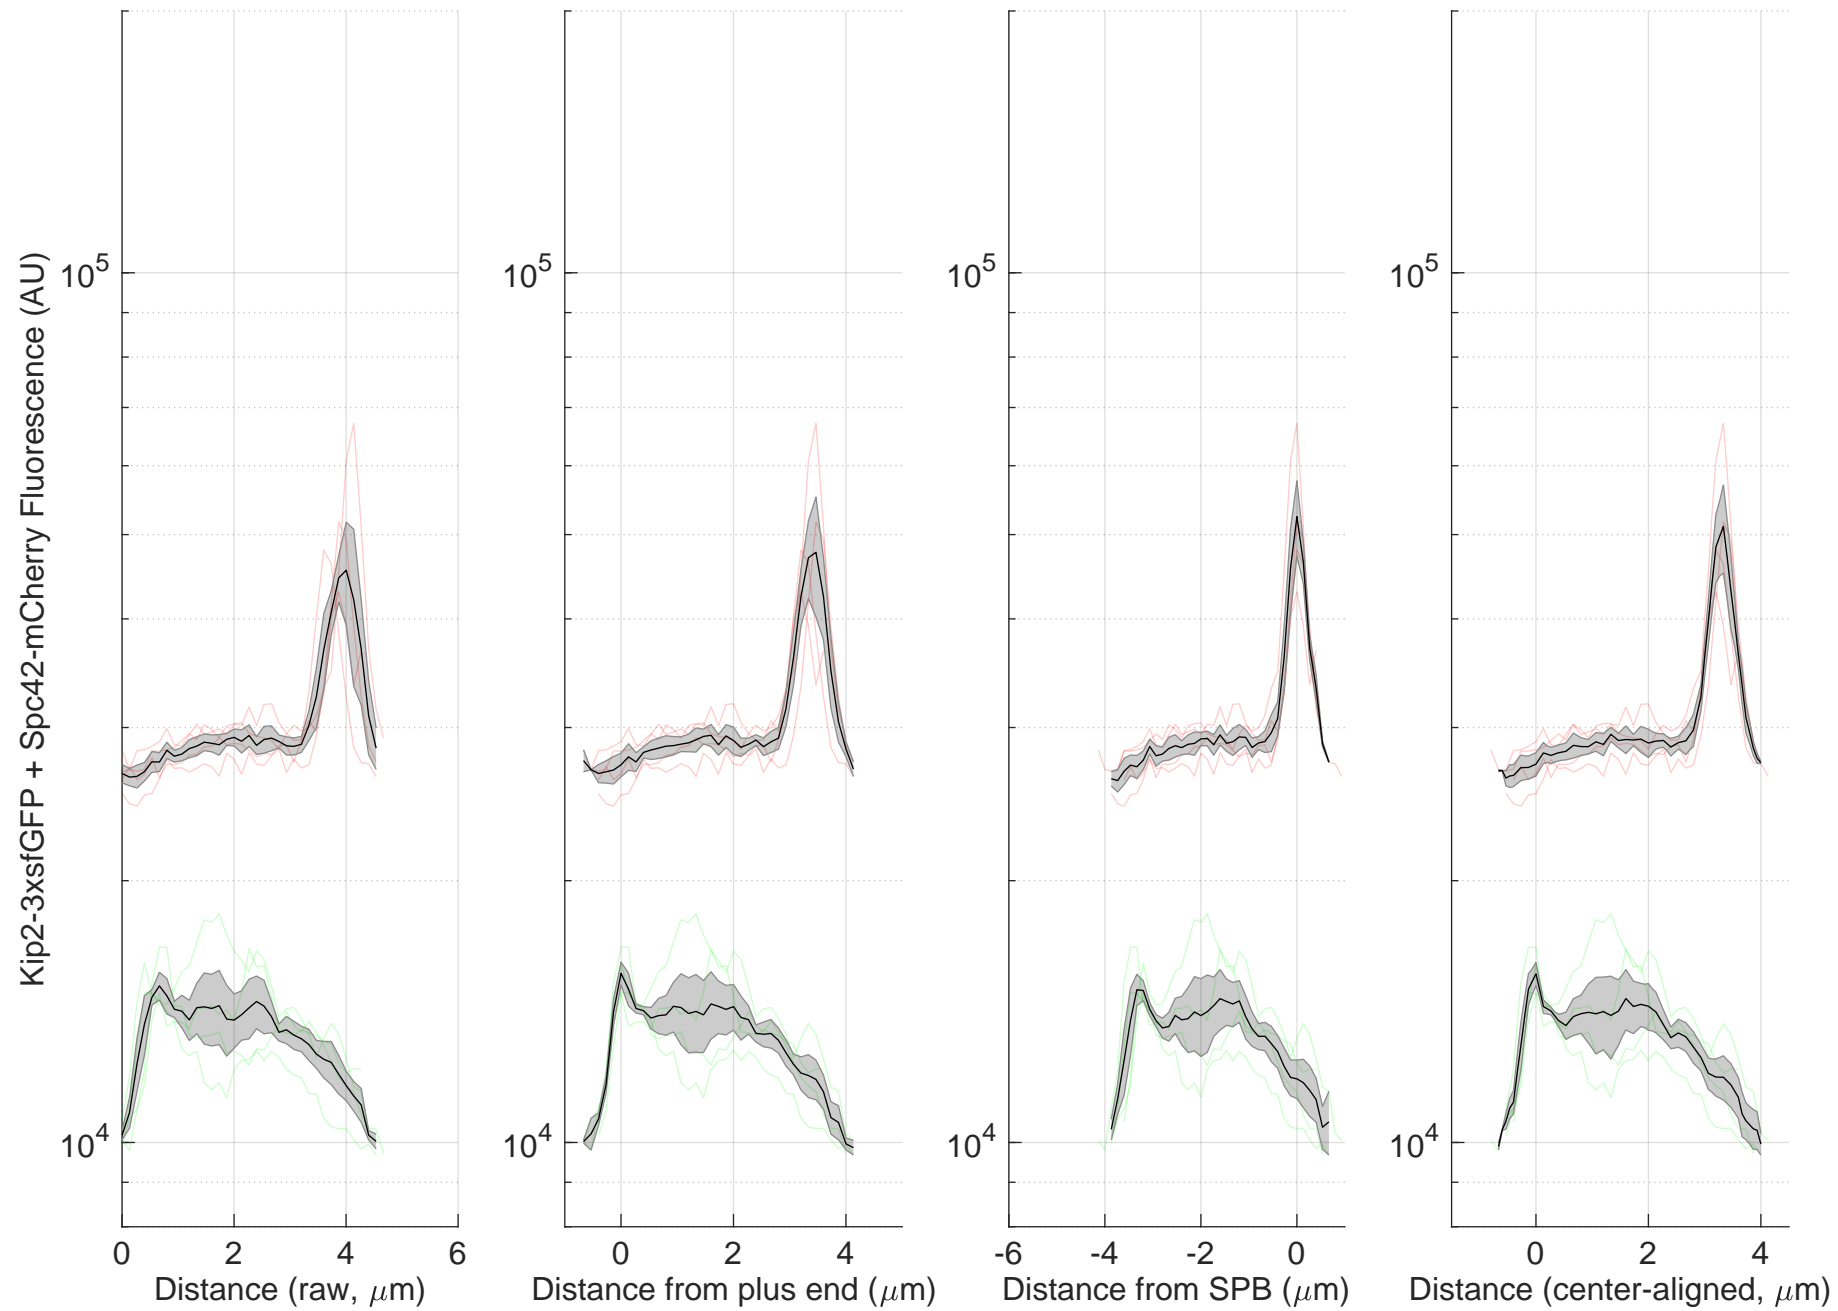 Kip2-3xsfGFP + Spc42-mCherry Fluorescence (AU)
10^5
10^4
0 2 4 6
Distance (raw, μm)
10^5
10^4
0 2 4
Distance from plus end (μm)
10^5
10^4
-6 -4 -2 0
Distance from SPB (μm)
10^5
10^4
0 2 4
Distance (center-aligned, μm)